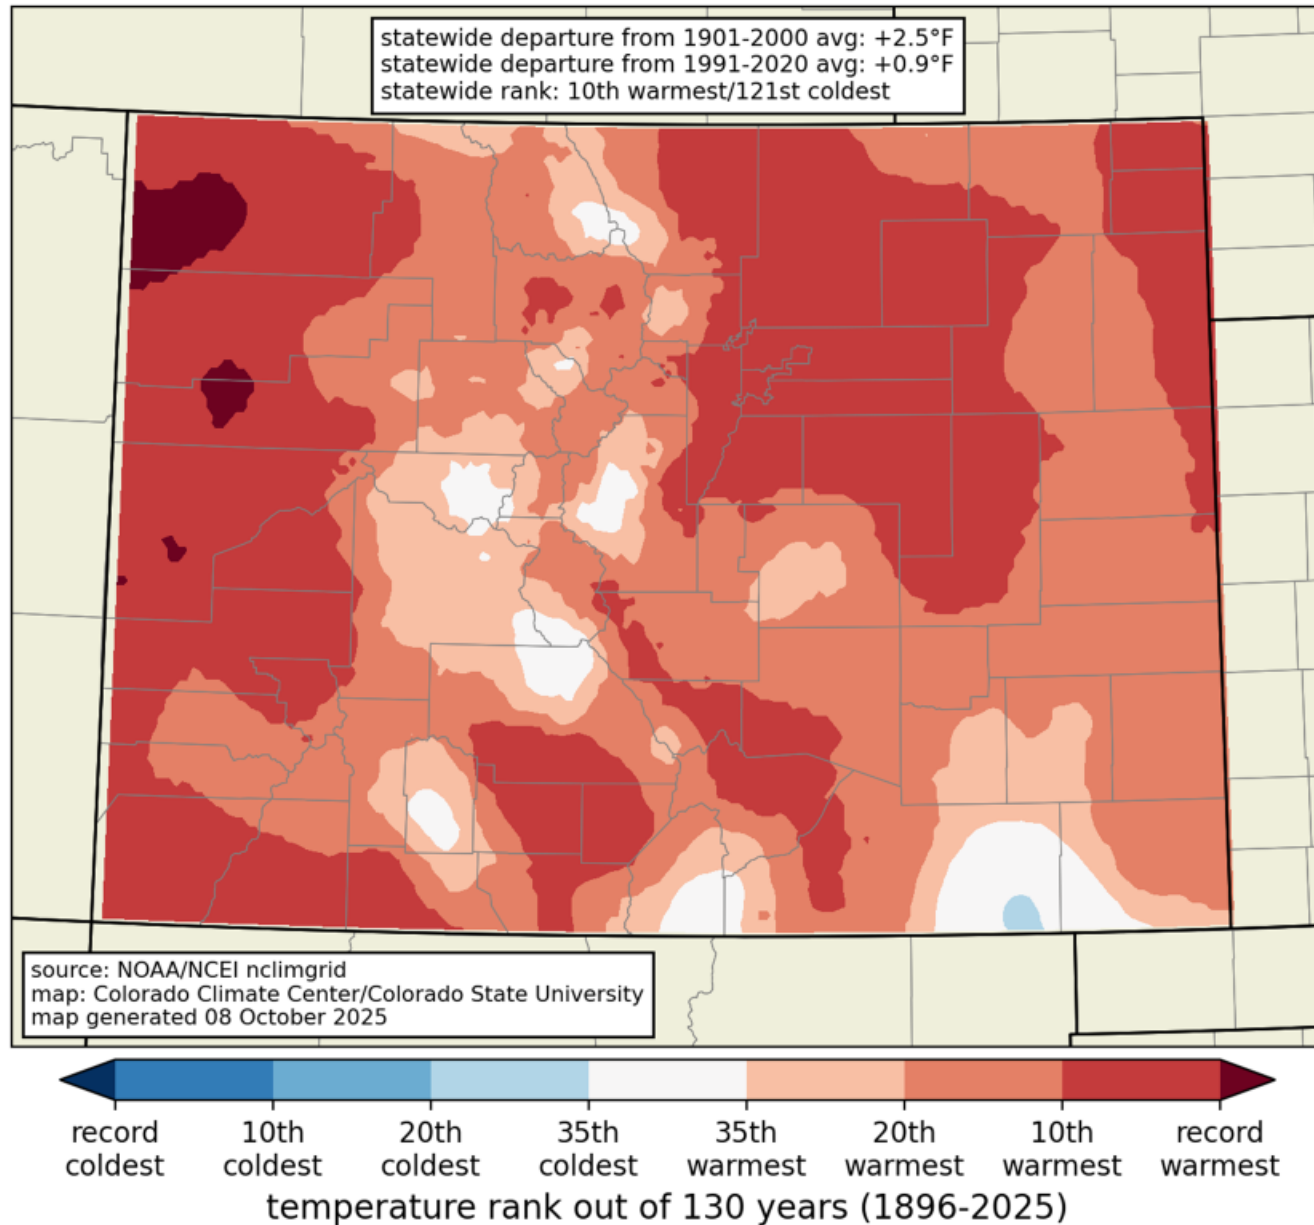 statewide departure from 1901-2000 avg: +2.5°F
statewide departure from 1991-2020 avg: +0.9°F
statewide rank: 10th warmest/121st coldest
source: NOAA/NCEI nclimgrid
map: Colorado Climate Center/Colorado State University
map generated 08 October 2025
record coldest
10th coldest
20th coldest
35th coldest
35th warmest
20th warmest
10th warmest
record warmest
temperature rank out of 130 years (1896-2025)